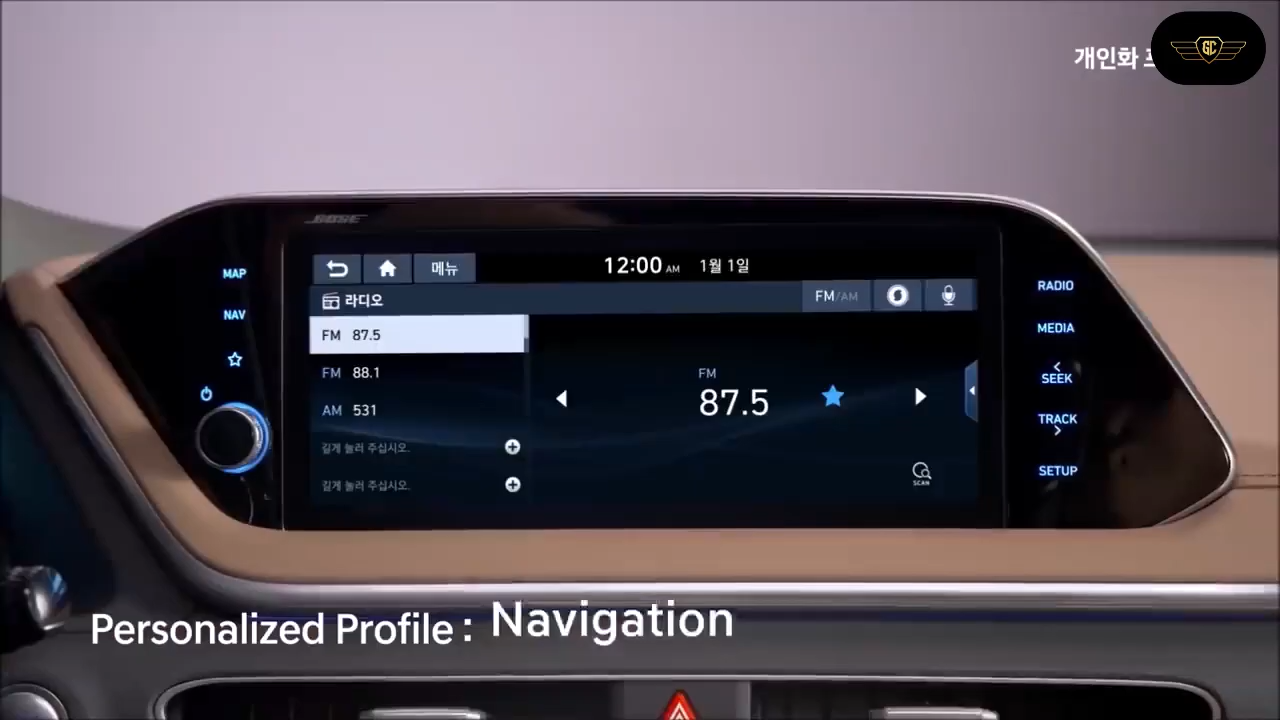 개인화
GC
BOSE
MAP
NAV
메뉴
12:00 AM 1월 1일
라디오
FM/AM
FM 87.5
FM 88.1
AM 531
길게 눌러 주십시오.
길게 눌러 주십시오.
FM
87.5
SCAN
RADIO
MEDIA
SEEK
TRACK
SETUP
Personalized Profile : Navigation